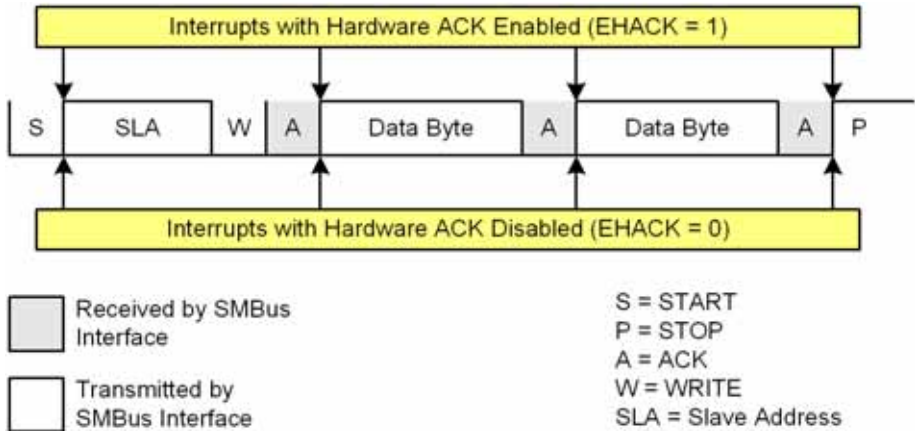 Interrupts with Hardware ACK Enabled (EHACK = 1)
S SLA W A Data Byte A Data Byte A P
Interrupts with Hardware ACK Disabled (EHACK = 0)
Received by SMBus
Interface
Transmitted by
SMBus Interface
S = START
P = STOP
A = ACK
W = WRITE
SLA = Slave Address